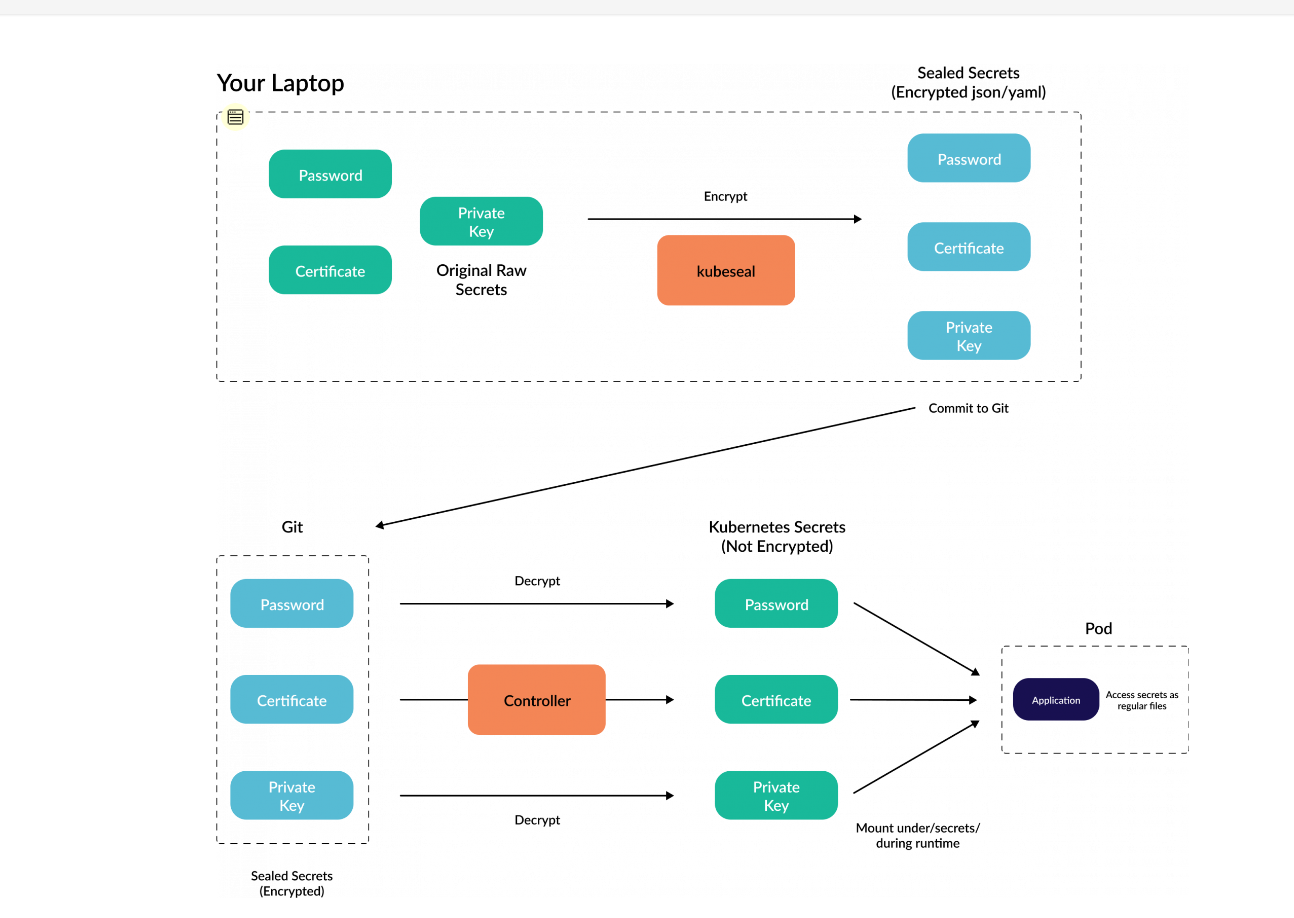 Your Laptop
Sealed Secrets
(Encrypted json/yaml)
Password
Private
Key
Certificate
Original Raw
Secrets
Encrypt
kubeseal
Password
Certificate
Private
Key
Commit to Git
Git
Password
Certificate
Private
Key
Sealed Secrets
(Encrypted)
Decrypt
Controller
Decrypt
Kubernetes Secrets
(Not Encrypted)
Password
Certificate
Private
Key
Mount under/secrets/
during runtime
Pod
Application
Access secrets as
regular files